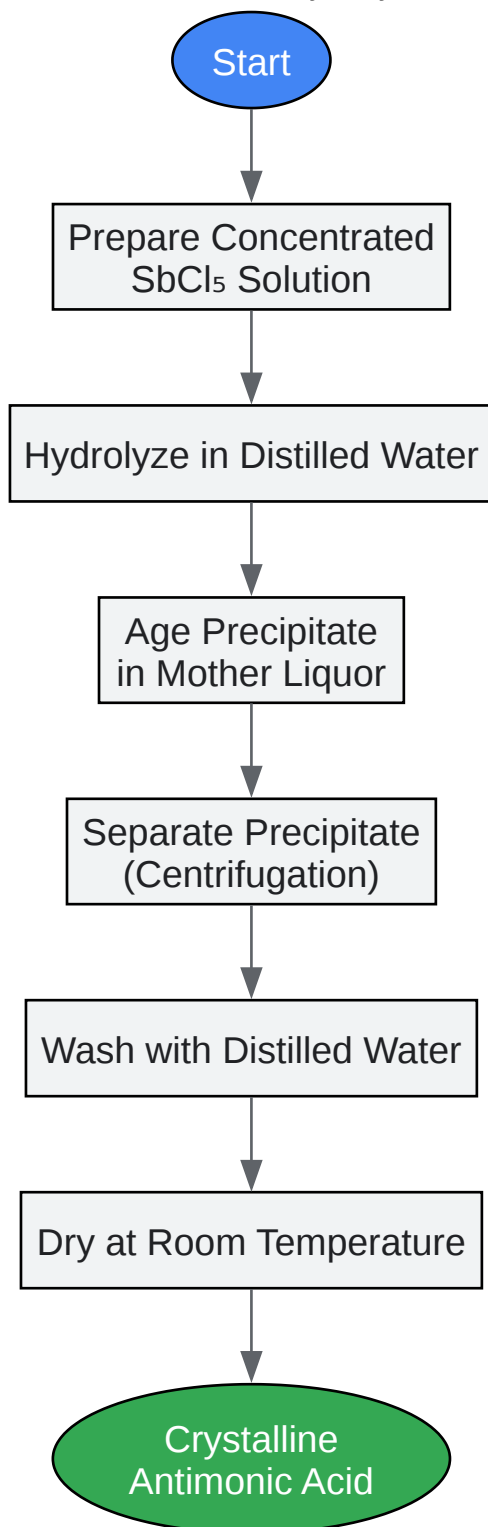 Start
Prepare Concentrated
SbCl₅ Solution
Hydrolyze in Distilled Water
Age Precipitate
in Mother Liquor
Separate Precipitate
(Centrifugation)
Wash with Distilled Water
Dry at Room Temperature
Crystalline
Antimonic Acid